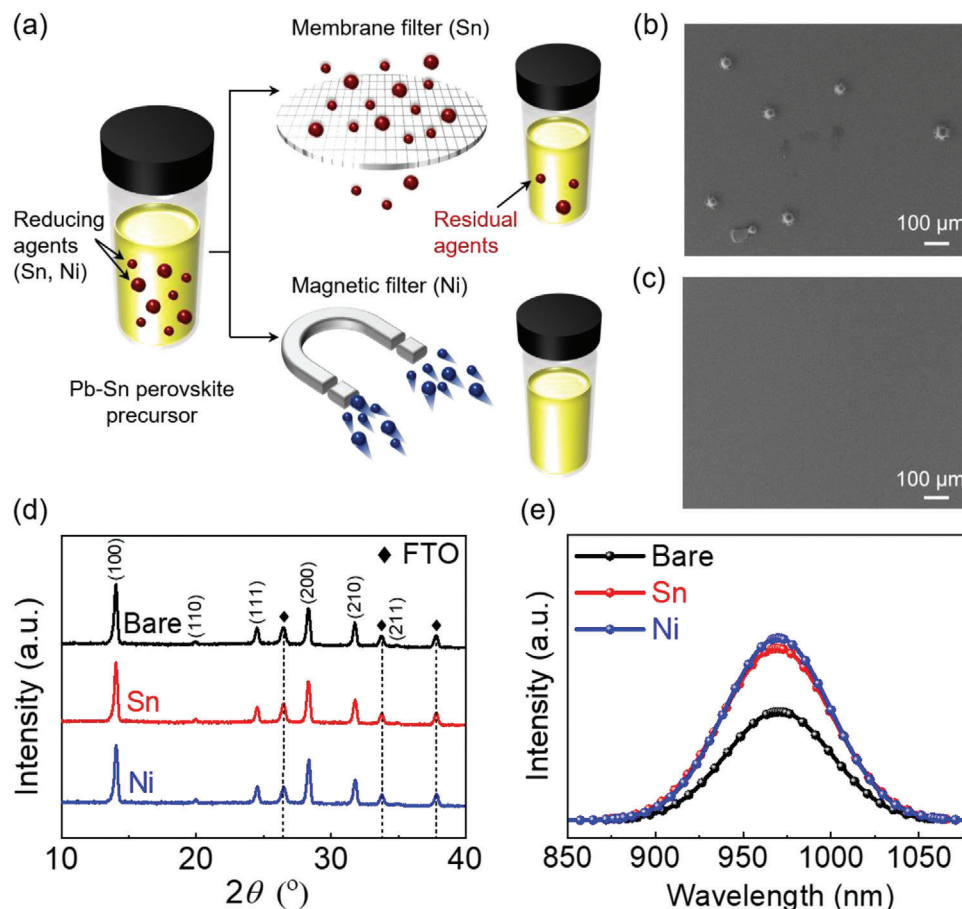 (a)
Membrane filter (Sn)
Reducing
agents
(Sn, Ni)
Residual
agents
Magnetic filter (Ni)
Pb-Sn perovskite
precursor
(b)
100 µm
(c)
100 µm
(d)
(100)
(110)
(111)
(200)
(210)
(211)
♦ FTO
Bare
Sn
Ni
Intensity (a.u.)
10 20 30 40
2θ (°)
(e)
Bare
Sn
Ni
Intensity (a.u.)
850 900 950 1000 1050
Wavelength (nm)